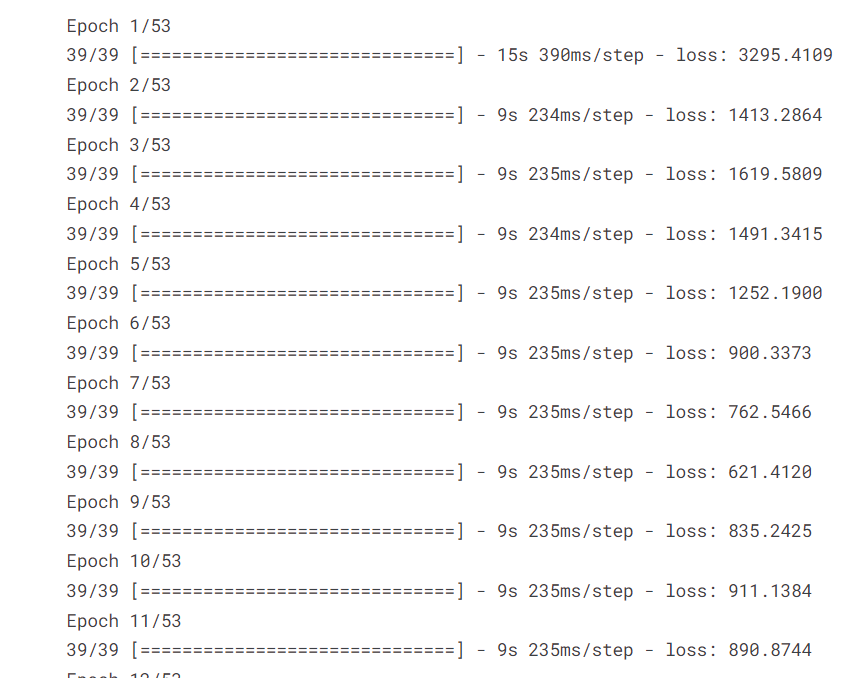 Epoch 1/53
39/39 [==============================] - 15s 390ms/step - loss: 3295.4109
Epoch 2/53
39/39 [==============================] - 9s 234ms/step - loss: 1413.2864
Epoch 3/53
39/39 [==============================] - 9s 235ms/step - loss: 1619.5809
Epoch 4/53
39/39 [==============================] - 9s 234ms/step - loss: 1491.3415
Epoch 5/53
39/39 [==============================] - 9s 235ms/step - loss: 1252.1900
Epoch 6/53
39/39 [==============================] - 9s 235ms/step - loss: 900.3373
Epoch 7/53
39/39 [==============================] - 9s 235ms/step - loss: 762.5466
Epoch 8/53
39/39 [==============================] - 9s 235ms/step - loss: 621.4120
Epoch 9/53
39/39 [==============================] - 9s 235ms/step - loss: 835.2425
Epoch 10/53
39/39 [==============================] - 9s 235ms/step - loss: 911.1384
Epoch 11/53
39/39 [==============================] - 9s 235ms/step - loss: 890.8744
Epoch 12/53